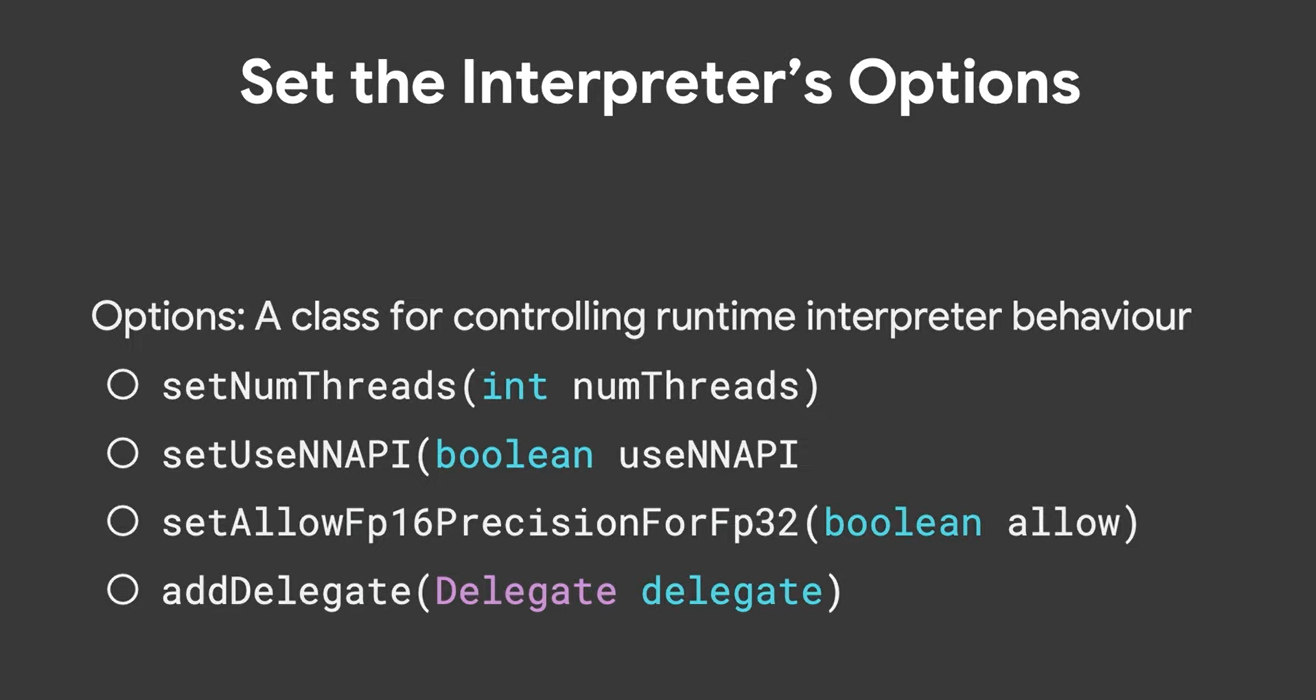 Set the Interpreter’s Options
Options: A class for controlling runtime interpreter behaviour
setNumThreads(int numThreads)
setUseNNAPI(boolean useNNAPI
setAllowFp16PrecisionForFp32(boolean allow)
addDelegate(Delegate delegate)